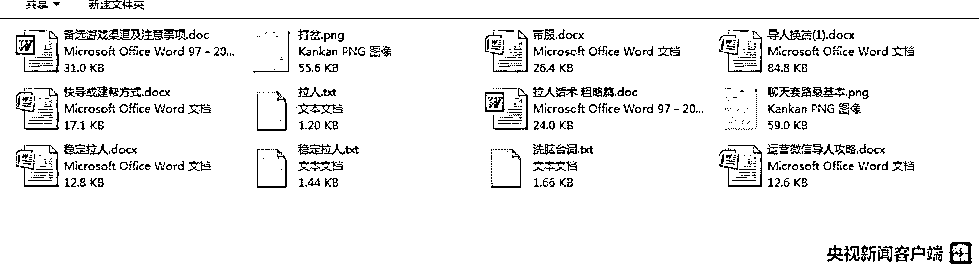 共享 新建文件夹
备选游戏渠道及注意事项.doc
Microsoft Office Word 97 - 20...
31.0 KB
打岔.png
Kankan PNG 图像
55.6 KB
带服.docx
Microsoft Office Word 文档
26.4 KB
导人换绩(1).docx
Microsoft Office Word 文档
84.8 KB
快导或建帮方式.docx
Microsoft Office Word 文档
17.1 KB
拉人.txt
文本文档
1.20 KB
拉人话术 粗略篇.doc
Microsoft Office Word 97 - 20...
24.0 KB
聊天套路最基本.png
Kankan PNG 图像
59.0 KB
稳定拉人.docx
Microsoft Office Word 文档
12.8 KB
稳定拉人.txt
文本文档
1.44 KB
洗脑台词.txt
文本文档
1.66 KB
运营微信导人攻略.docx
Microsoft Office Word 文档
12.6 KB
央视新闻客户端